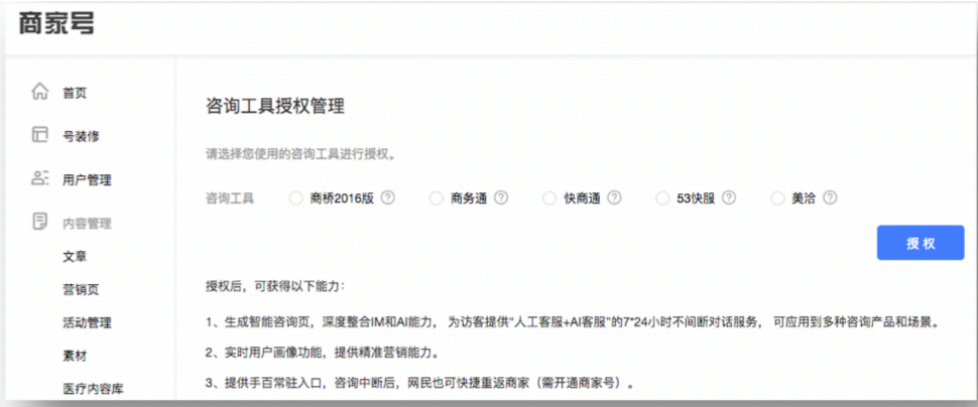 商家号
首页
号装修
用户管理
内容管理
文章
营销页
活动管理
素材
医疗内容库
咨询工具授权管理
请选择您使用的咨询工具进行授权。
咨询工具 商桥2016版 ? 商务通 ? 快商通 ? 53快服 ? 美洽 ?
授 权
授权后，可获得以下能力：
1、生成智能咨询页，深度整合IM和AI能力， 为访客提供“人工客服+AI客服”的7*24小时不间断对话服务， 可应用到多种咨询产品和场景。
2、实时用户画像功能，提供精准营销能力。
3、提供手百常驻入口，咨询中断后，网民也可快捷重返商家（需开通商家号）。